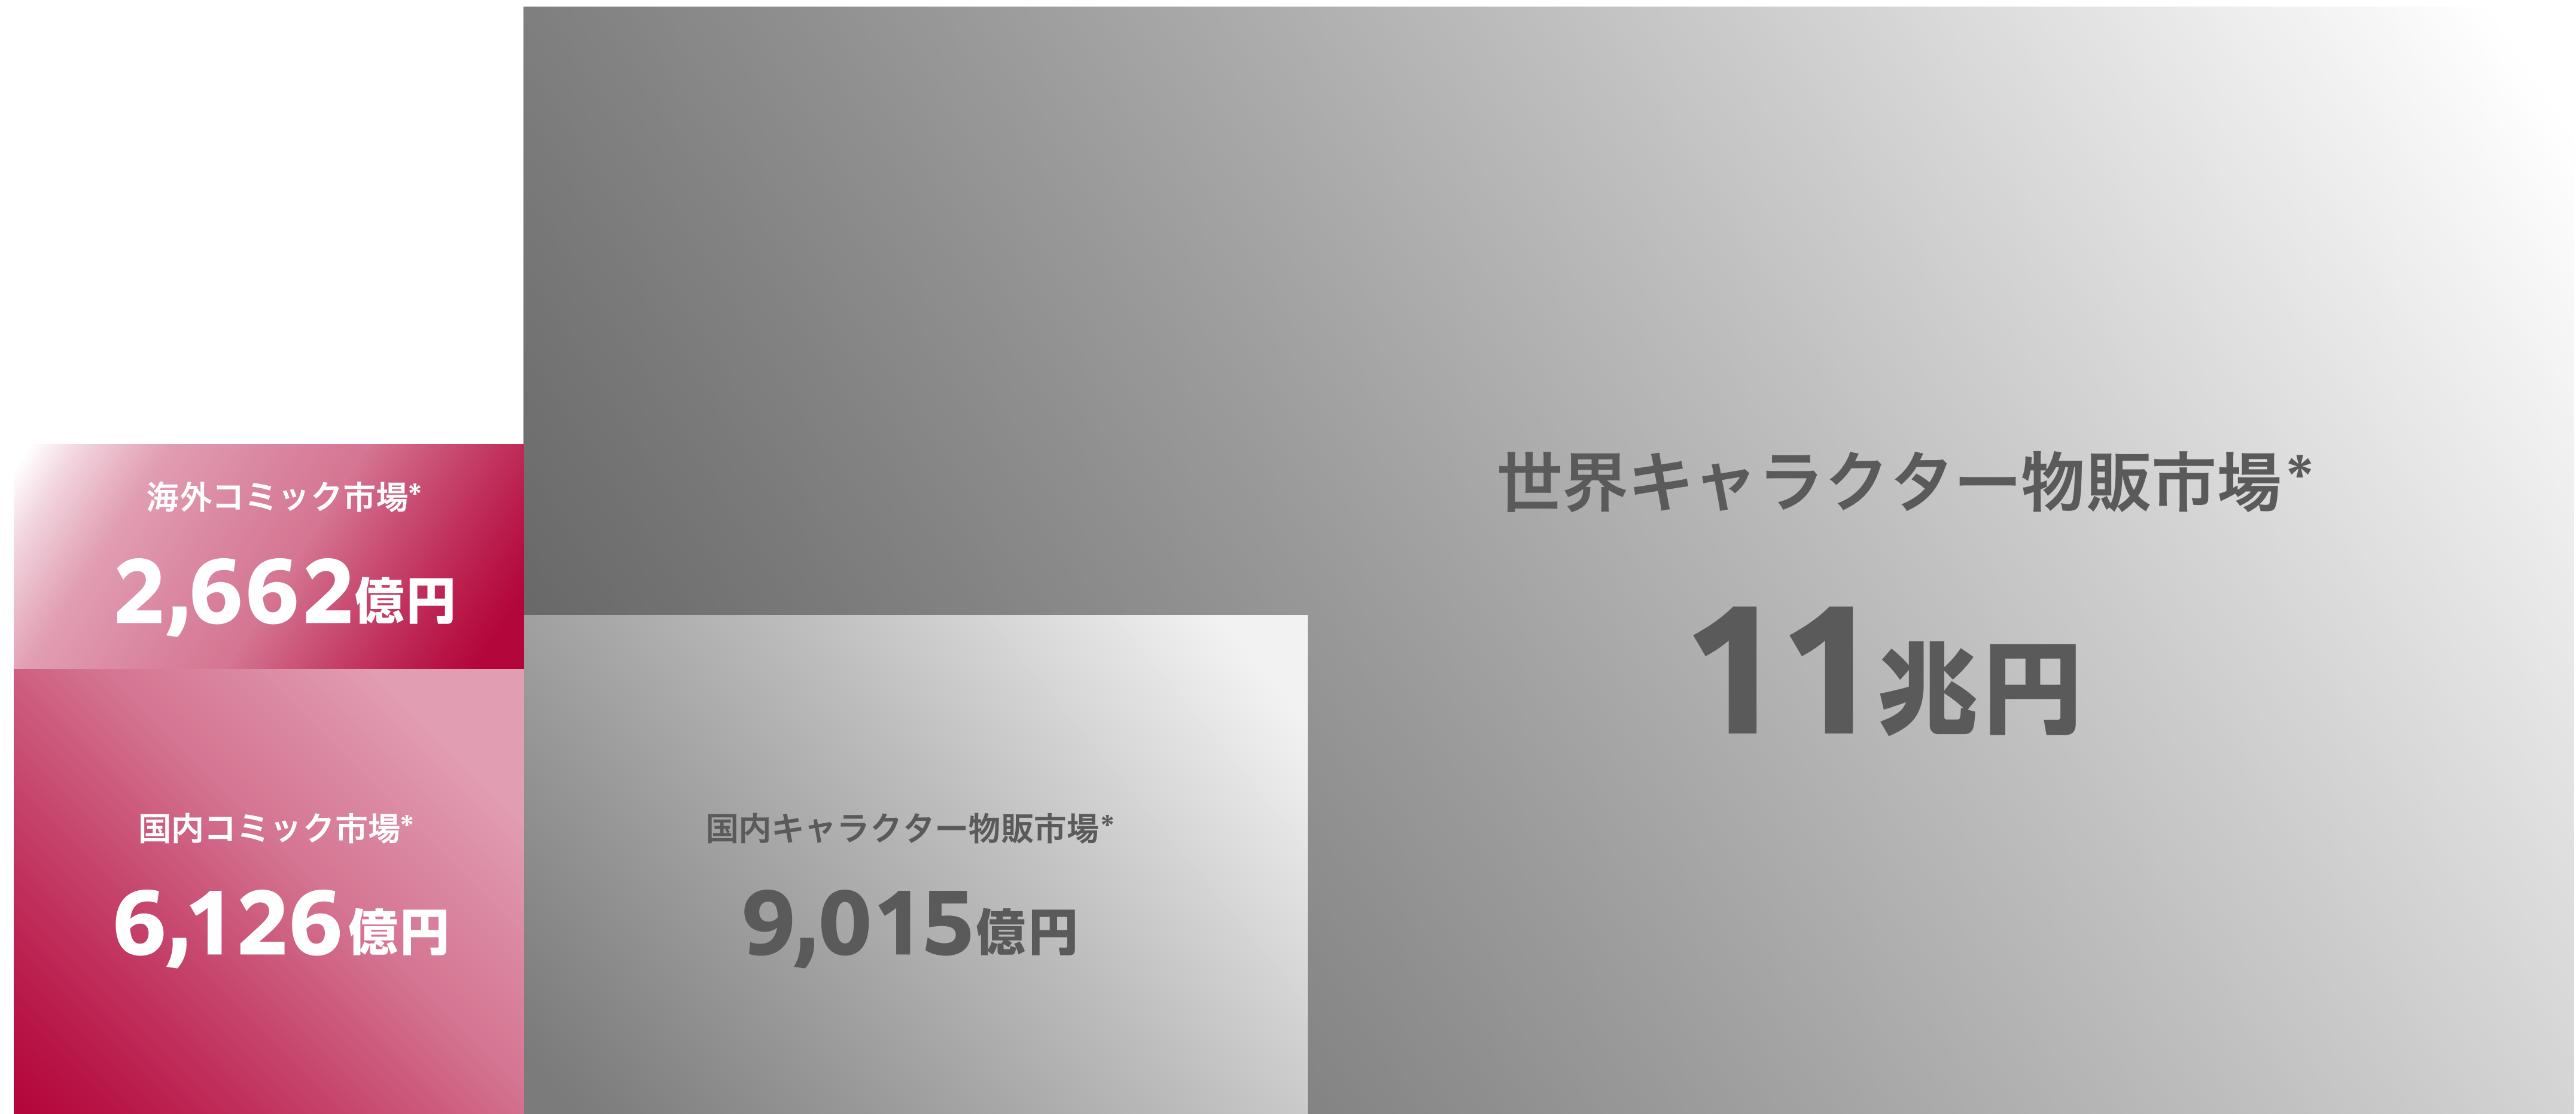 海外コミック市場*
2,662億円
国内コミック市場*
6,126億円
国内キャラクター物販市場*
9,015億円
世界キャラクター物販市場*
11兆円